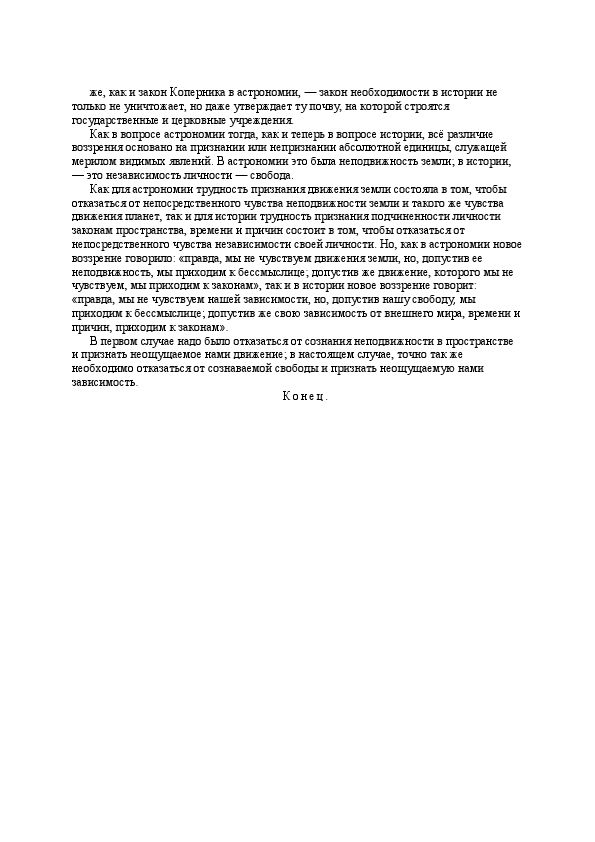 же, как и закон Коперника в астрономии, — закон необходимости в истории не
только не уничтожает, но даже утверждает ту почву, на которой строятся
государственные и церковные учреждения.
Как в вопросе астрономии тогда, как и теперь в вопросе истории, всё различие
воззрения основано на признании или непризнании абсолютной единицы, служащей
мерилом видимых явлений. В астрономии это была неподвижность земли; в истории,
— это независимость личности — свобода.
Как для астрономии трудность признания движения земли состояла в том, чтобы
отказаться от непосредственного чувства неподвижности земли и такого же чувства
движения планет, так и для истории трудность признания подчиненности личности
законам пространства, времени и причин состоит в том, чтобы отказаться от
непосредственного чувства независимости своей личности. Но, как в астрономии новое
воззрение говорило: «правда, мы не чувствуем движения земли, но, допустив ее
неподвижность, мы приходим к бессмыслице; допустив же движение, которого мы не
чувствуем, мы приходим к законам», так и в истории новое воззрение говорит:
«правда, мы не чувствуем нашей зависимости, но, допустив нашу свободу, мы
приходим к бессмыслице; допустив же свою зависимость от внешнего мира, времени и
причин, приходим к законам».
В первом случае надо было отказаться от сознания неподвижности в пространстве
и признать неощущаемое нами движение; в настоящем случае, точно так же
необходимо отказаться от сознаваемой свободы и признать неощущаемую нами
зависимость.
Конец.